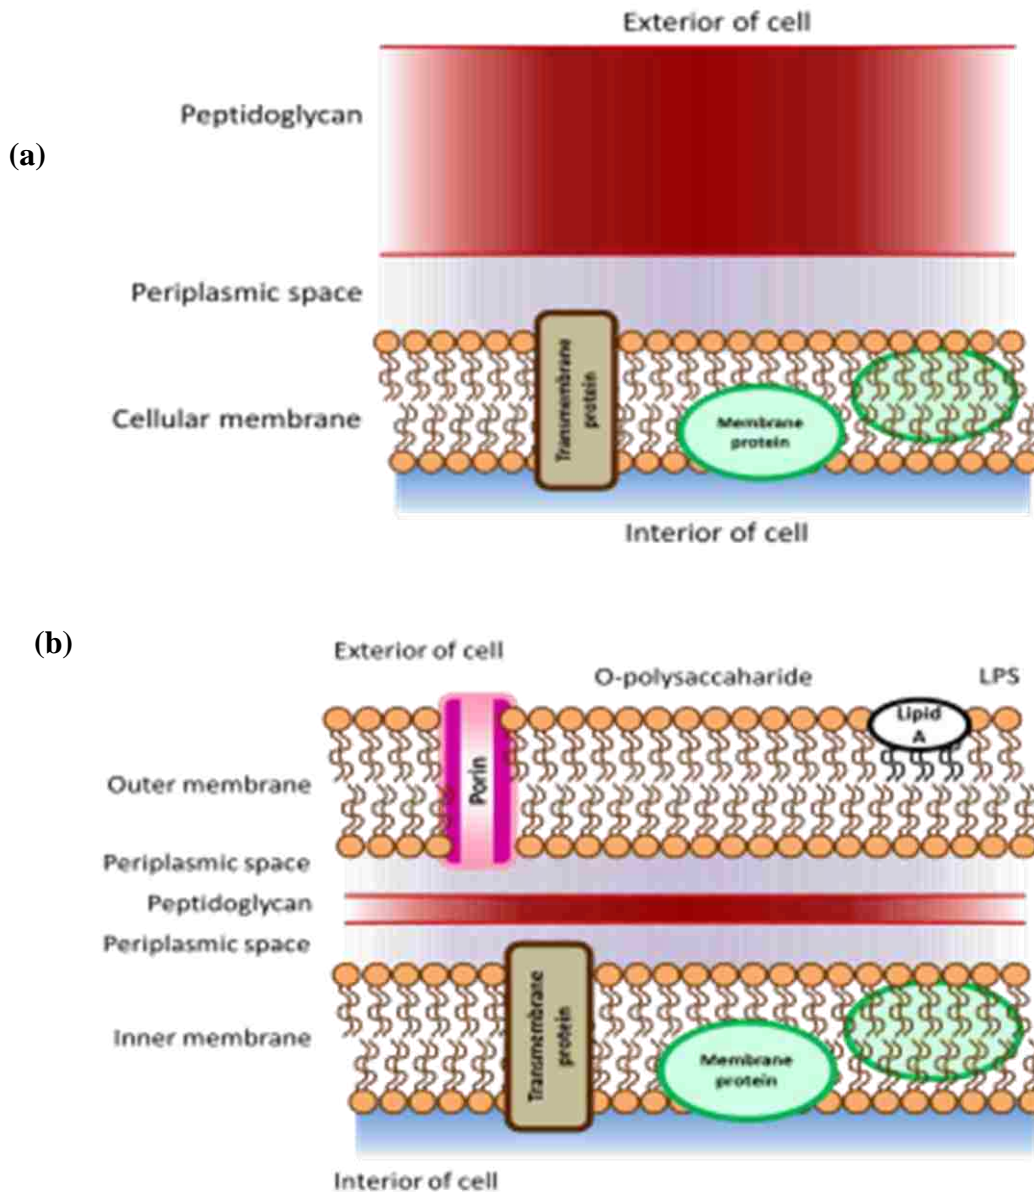 Exterior of cell
Peptidoglycan
(a)
Periplasmic space
Transmembrane
protein
Cellular membrane
Membrane
protein
Interior of cell
(b)
Exterior of cell
O-polysaccaharide
LPS
Lipid
A
Porin
Outer membrane
Periplasmic space
Peptidoglycan
Periplasmic space
Transmembrane
protein
Inner membrane
Membrane
protein
Interior of cell